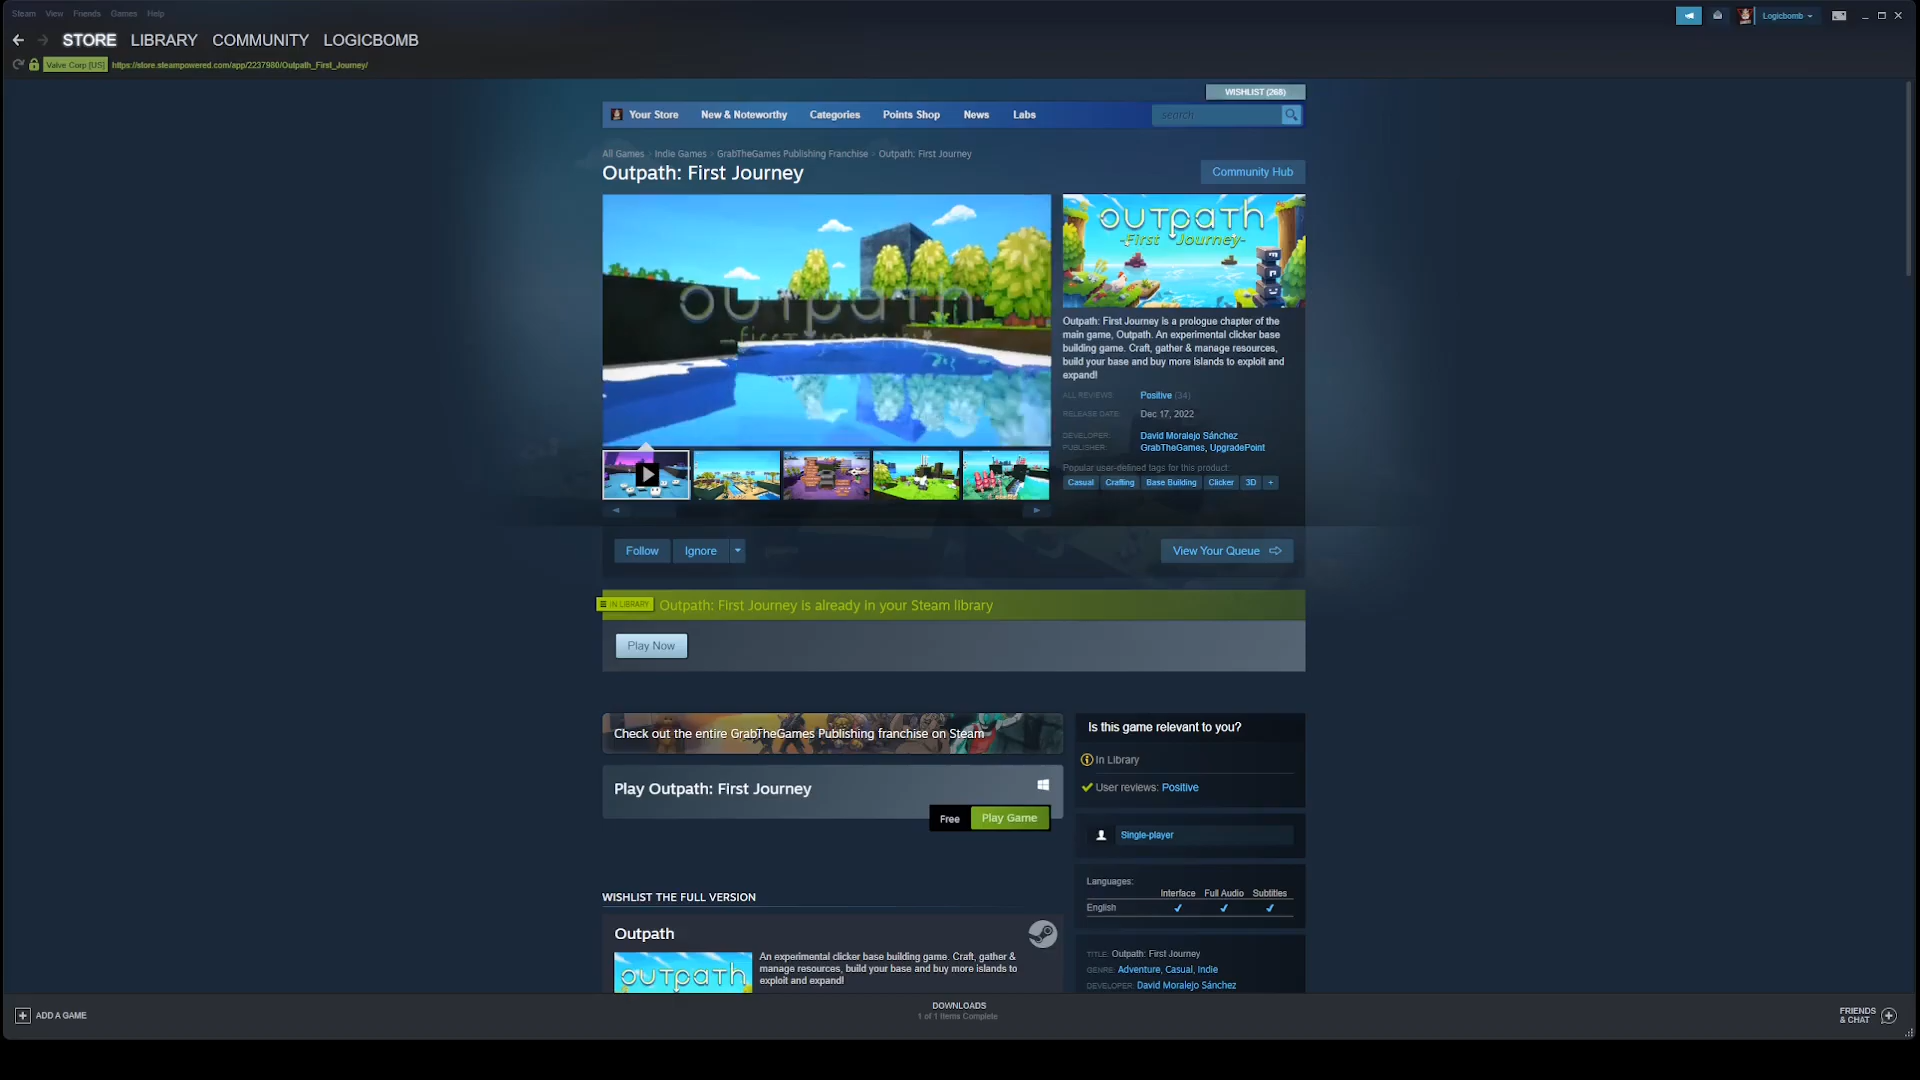 Steam View Friends Games Help
Logicbomb
STORE LIBRARY COMMUNITY LOGICBOMB
Valve Corp [US] https://store.steampowered.com/app/2237980/Outpath_First_Journey/
WISHLIST (268)
Your Store New & Noteworthy Categories Points Shop News Labs search
All Games > Indie Games > GrabTheGames Publishing Franchise > Outpath: First Journey
Outpath: First Journey
Community Hub
outpath
first journey
outpath
-First Journey-
Outpath: First Journey is a prologue chapter of the
main game, Outpath. An experimental clicker base
building game. Craft, gather & manage resources,
build your base and buy more islands to exploit and
expand!
ALL REVIEWS: Positive (34)
RELEASE DATE: Dec 17, 2022
DEVELOPER: David Moralejo Sánchez
PUBLISHER: GrabTheGames, UpgradePoint
Popular user-defined tags for this product:
Casual Crafting Base Building Clicker 3D +
Follow Ignore View Your Queue
IN LIBRARY Outpath: First Journey is already in your Steam library
Play Now
Check out the entire GrabTheGames Publishing franchise on Steam
Is this game relevant to you?
In Library
User reviews: Positive
Play Outpath: First Journey
Free Play Game
Single-player
Languages:
Interface Full Audio Subtitles
English ✔ ✔ ✔
WISHLIST THE FULL VERSION
Outpath
outpath
An experimental clicker base building game. Craft, gather &
manage resources, build your base and buy more islands to
exploit and expand!
TITLE: Outpath: First Journey
GENRE: Adventure, Casual, Indie
DEVELOPER: David Moralejo Sánchez
ADD A GAME
DOWNLOADS
1 of 1 Items Complete
FRIENDS
& CHAT